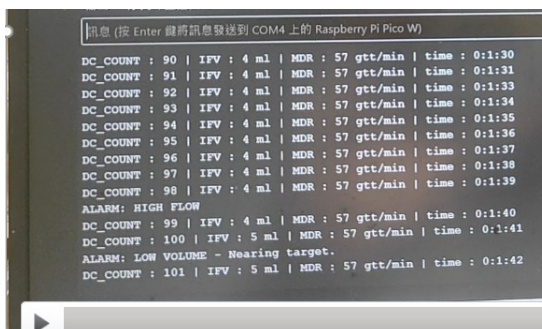 訊息 (按 Enter 鍵將訊息發送到 COM4 上的 Raspberry Pi Pico W)
DC_COUNT : 90 | IFV : 4 ml | MDR : 57 gtt/min | time : 0:1:30
DC_COUNT : 91 | IFV : 4 ml | MDR : 57 gtt/min | time : 0:1:31
DC_COUNT : 92 | IFV : 4 ml | MDR : 57 gtt/min | time : 0:1:33
DC_COUNT : 93 | IFV : 4 ml | MDR : 57 gtt/min | time : 0:1:34
DC_COUNT : 94 | IFV : 4 ml | MDR : 57 gtt/min | time : 0:1:35
DC_COUNT : 95 | IFV : 4 ml | MDR : 57 gtt/min | time : 0:1:36
DC_COUNT : 96 | IFV : 4 ml | MDR : 57 gtt/min | time : 0:1:37
DC_COUNT : 97 | IFV : 4 ml | MDR : 57 gtt/min | time : 0:1:38
DC_COUNT : 98 | IFV : 4 ml | MDR : 57 gtt/min | time : 0:1:39
ALARM: HIGH FLOW
DC_COUNT : 99 | IFV : 4 ml | MDR : 57 gtt/min | time : 0:1:40
DC_COUNT : 100 | IFV : 5 ml | MDR : 57 gtt/min | time : 0:1:41
ALARM: LOW VOLUME - Nearing target.
DC_COUNT : 101 | IFV : 5 ml | MDR : 57 gtt/min | time : 0:1:42